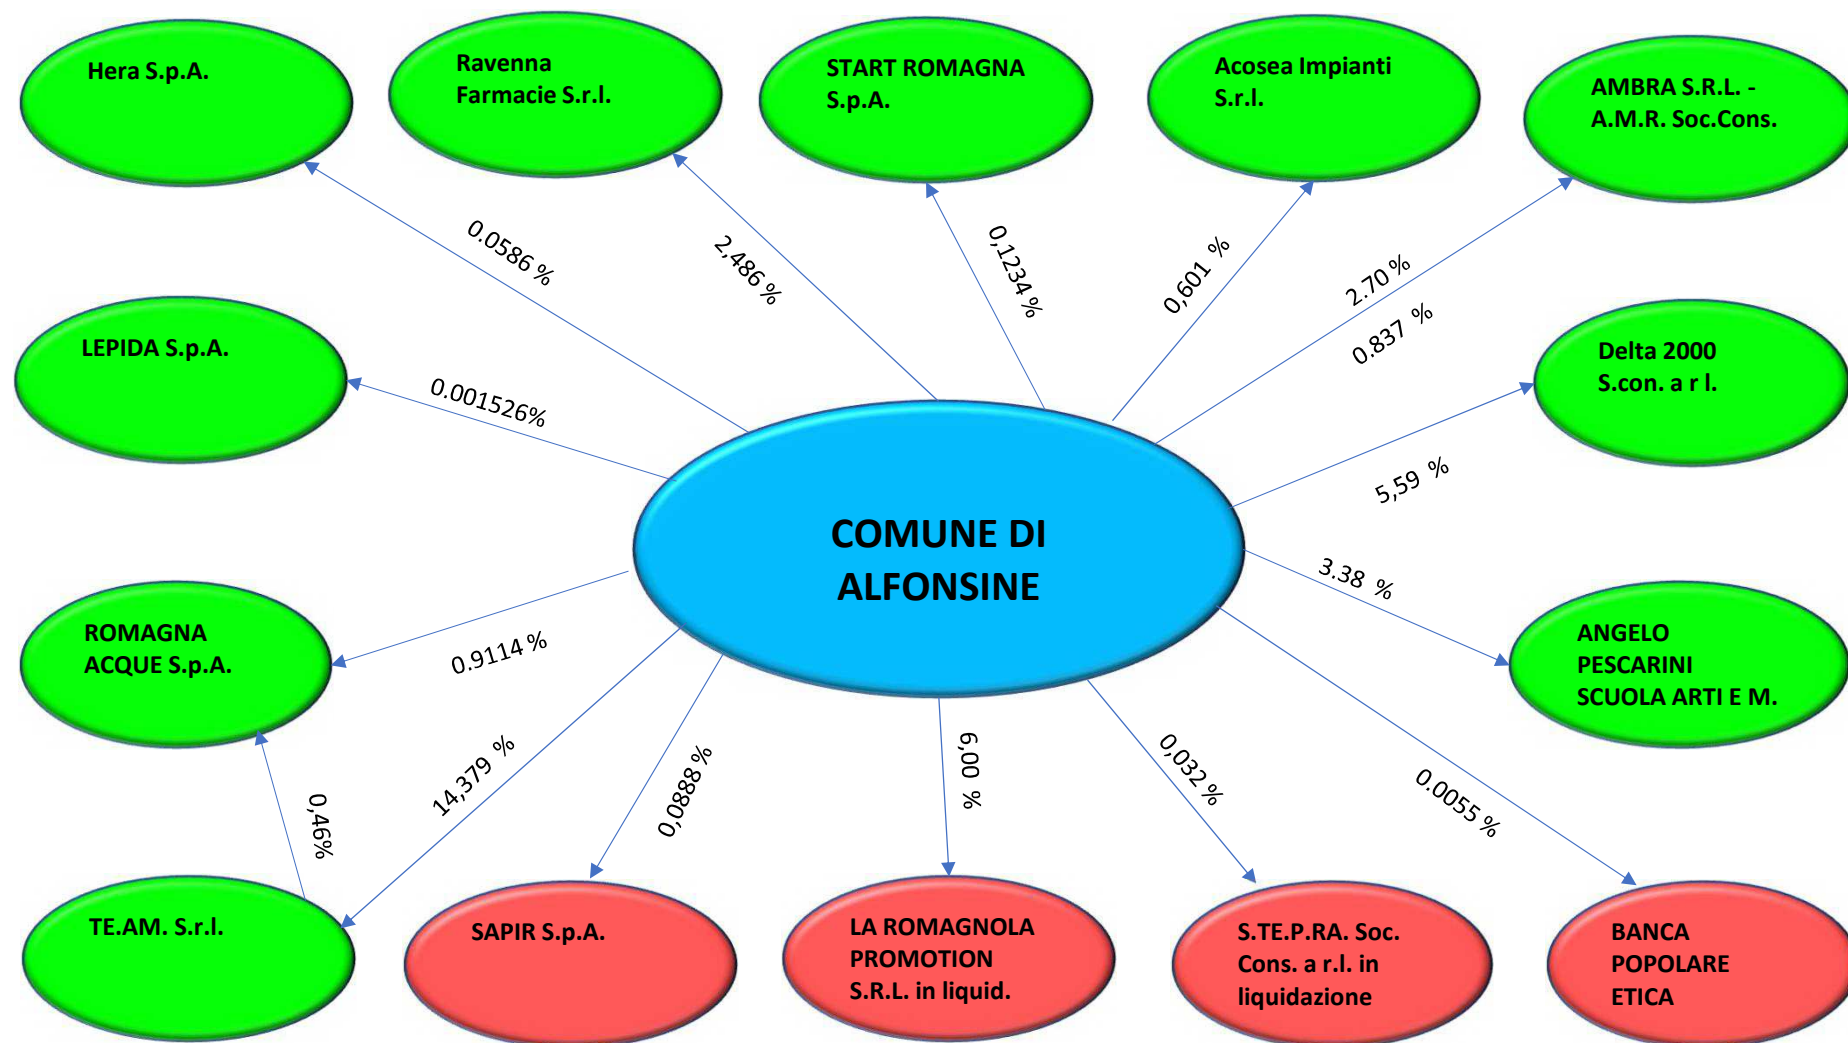 Hera S.p.A.
Ravenna
Farmacie S.r.l.
START ROMAGNA
S.p.A.
Acosea Impianti
S.r.l.
AMBRA S.R.L. -
A.M.R. Soc.Cons.
0.0586 %
2,486 %
0,1234 %
0,601 %
2.70 %
0.837 %
LEPIDA S.p.A.
0.001526%
Delta 2000
S.con. a r l.
5,59 %
COMUNE DI
ALFONSINE
3.38 %
ROMAGNA
ACQUE S.p.A.
0.9114 %
ANGELO
PESCARINI
SCUOLA ARTI E M.
0,46%
14,379 %
0,0888 %
6,00 %
0,032 %
0.0055 %
TE.AM. S.r.l.
SAPIR S.p.A.
LA ROMAGNOLA
PROMOTION
S.R.L. in liquid.
S.TE.P.RA. Soc.
Cons. a r.l. in
liquidazione
BANCA
POPOLARE
ETICA